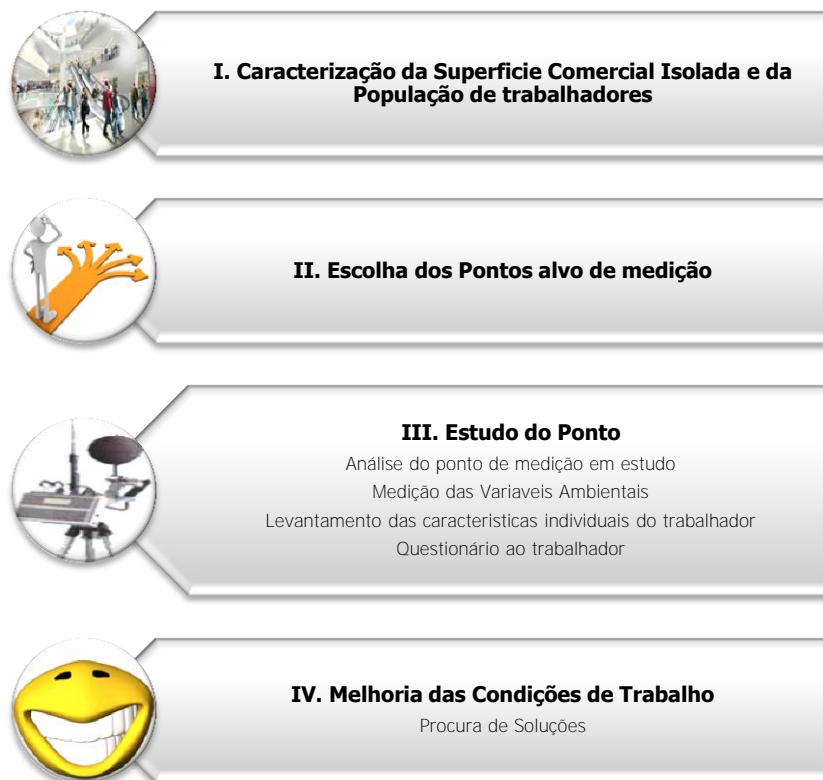 I. Caracterização da Superficie Comercial Isolada e da
População de trabalhadores
II. Escolha dos Pontos alvo de medição
III. Estudo do Ponto
Análise do ponto de medição em estudo
Medição das Variaveis Ambientais
Levantamento das caracteristicas individuais do trabalhador
Questionário ao trabalhador
IV. Melhoria das Condições de Trabalho
Procura de Soluções